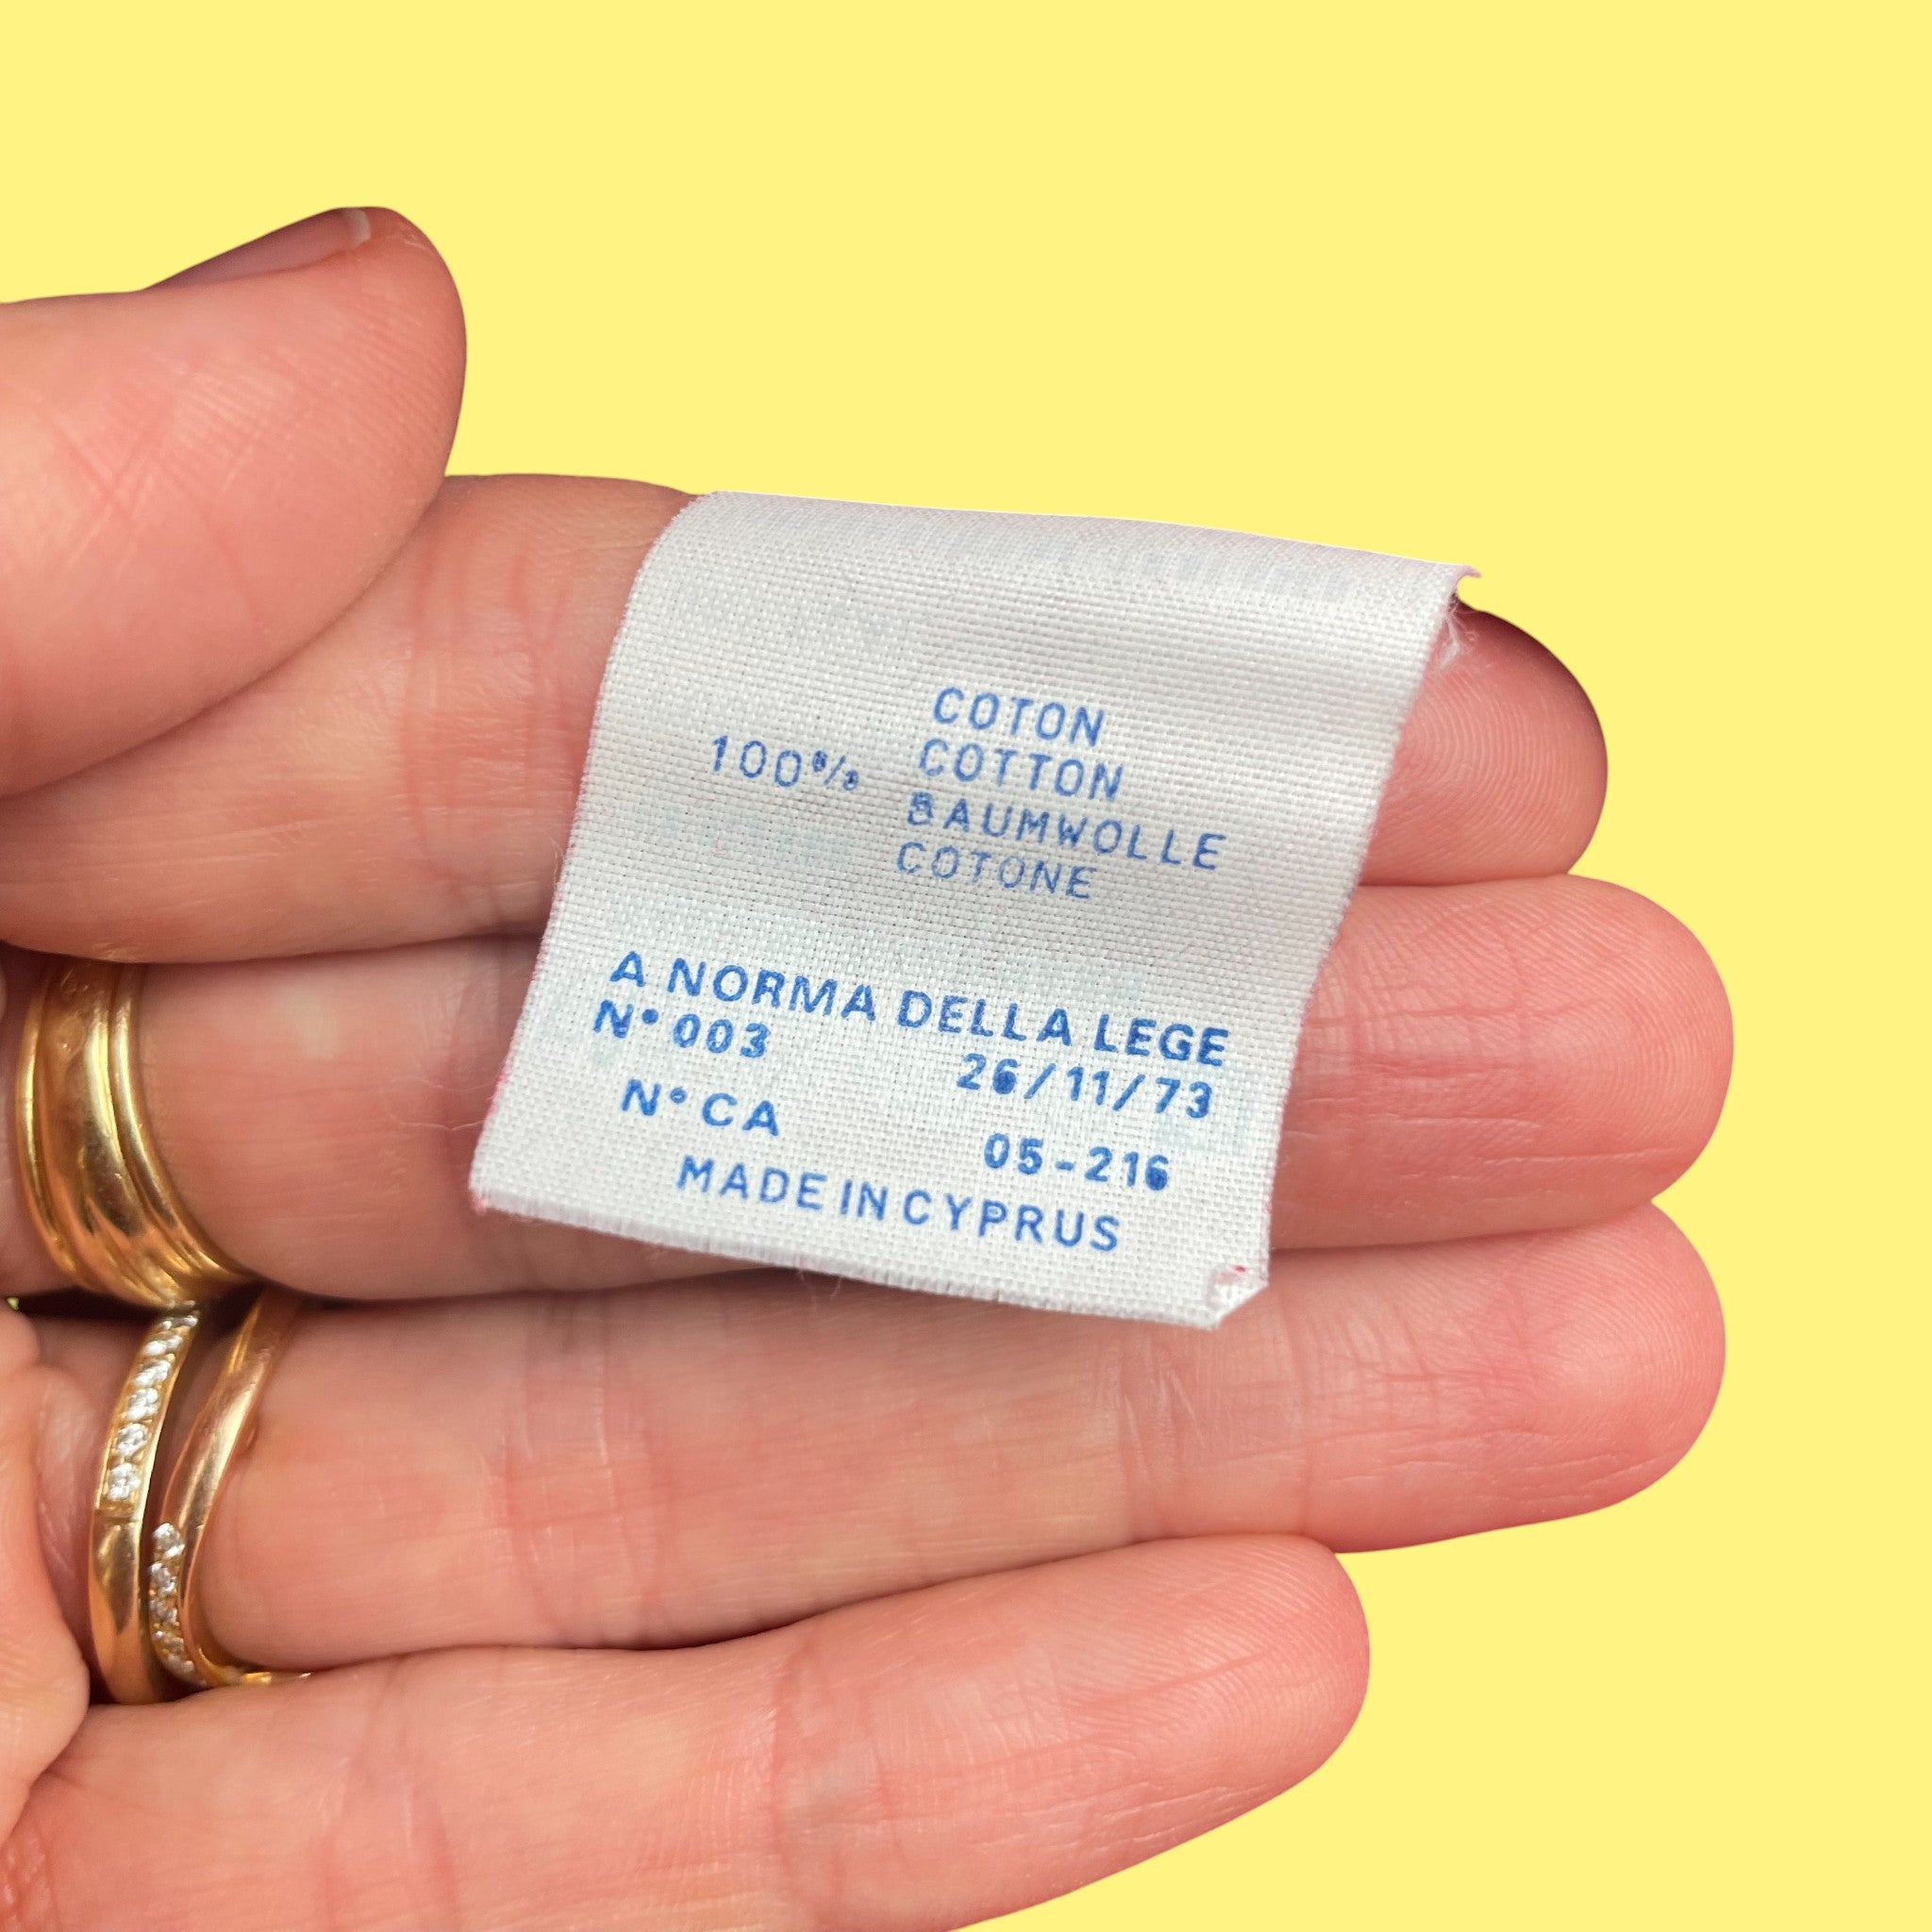 COTON
100% COTTON
BAUMWOLLE
COTONE
A NORMA DELLA LEGE
N° 003 26/11/73
N° CA 05-216
MADE IN CYPRUS